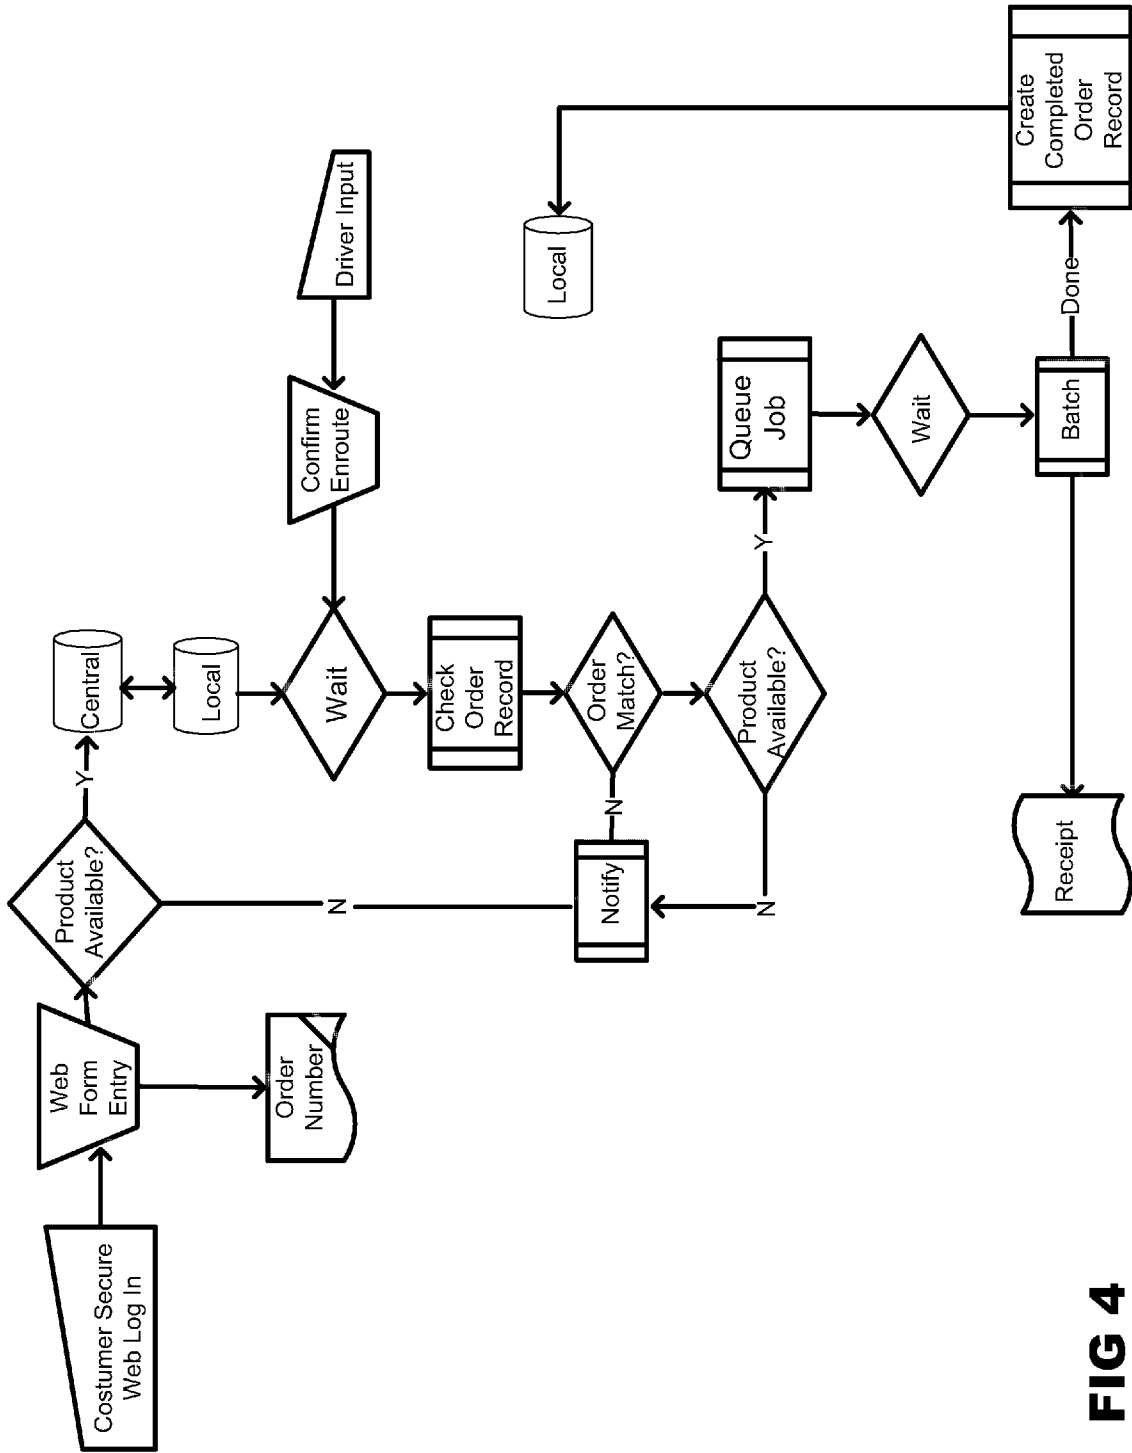 Costumer Secure
Web Log In
Web
Form
Entry
Order
Number
Product
Available?
Y
N
Central
Local
Wait
Confirm
Enroute
Driver Input
Check
Order
Record
Order
Match?
N
Notify
Product
Available?
N
Y
Queue
Job
Wait
Batch
Receipt
Done
Create
Completed
Order
Record
Local
FIG 4